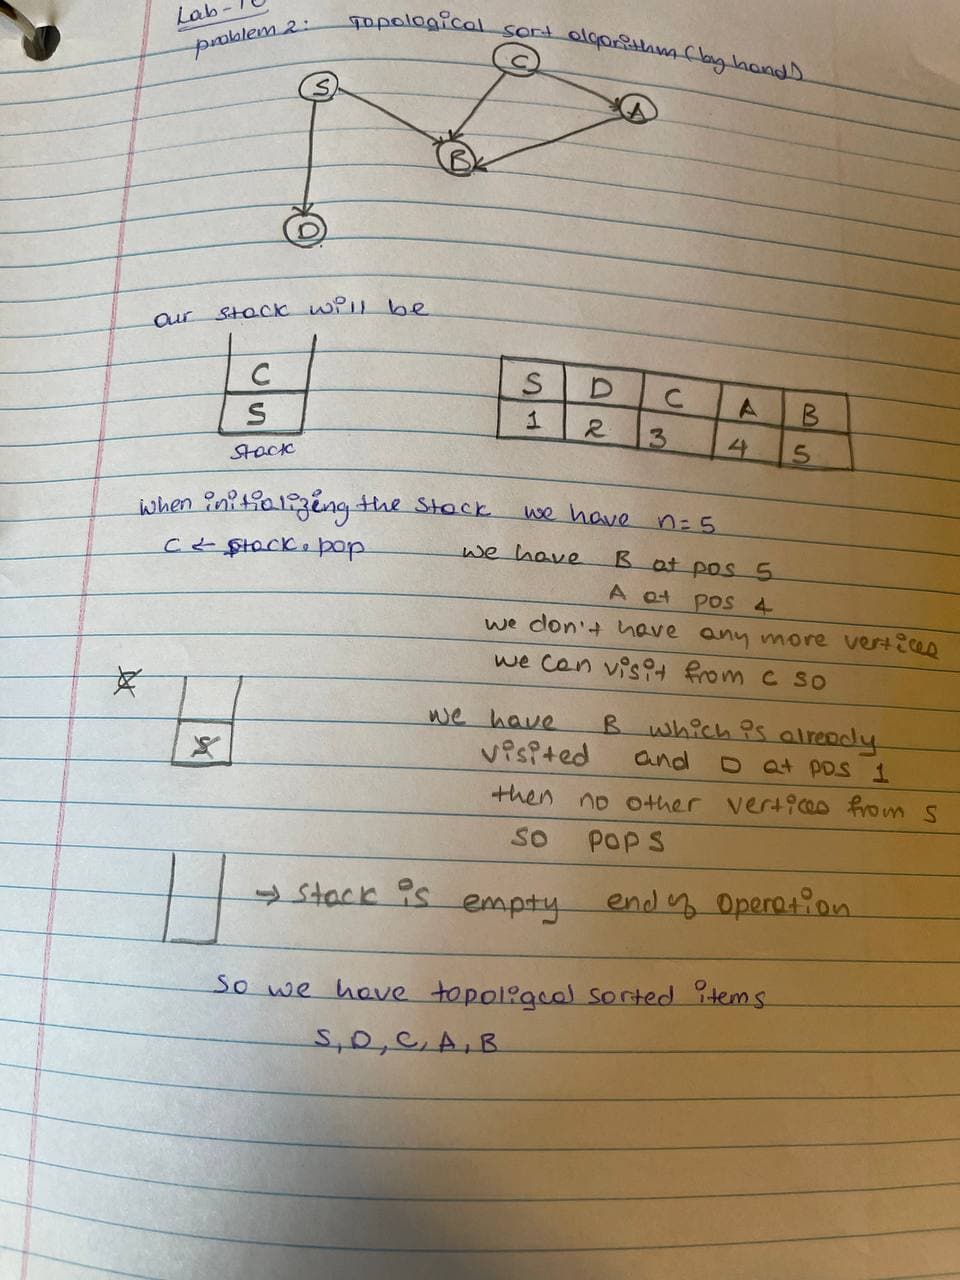 Lab-10
problem 2: Topological sort algorithm (by hand)
C
S
A
B
D
our stack will be
C
S
stack
S D C A B
1 2 3 4 5
when initializing the stack we have n=5
C ← stack.pop
we have B at pos 5
A at pos 4
we don't have any more vertices
we can visit from C so
S
we have B which is already
visited and D at pos 1
then no other vertices from S
so pop S
→ stack is empty end of operation
so we have topoligcal sorted items
S, D, C, A, B